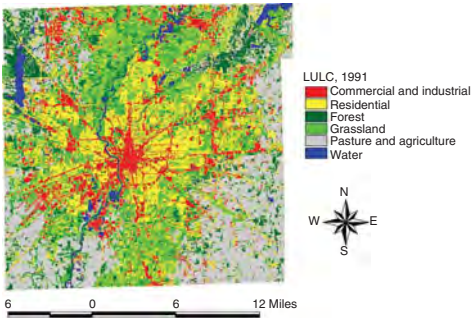 LULC, 1991
Commercial and industrial
Residential
Forest
Grassland
Pasture and agriculture
Water
N
W E
S
6 0 6 12 Miles